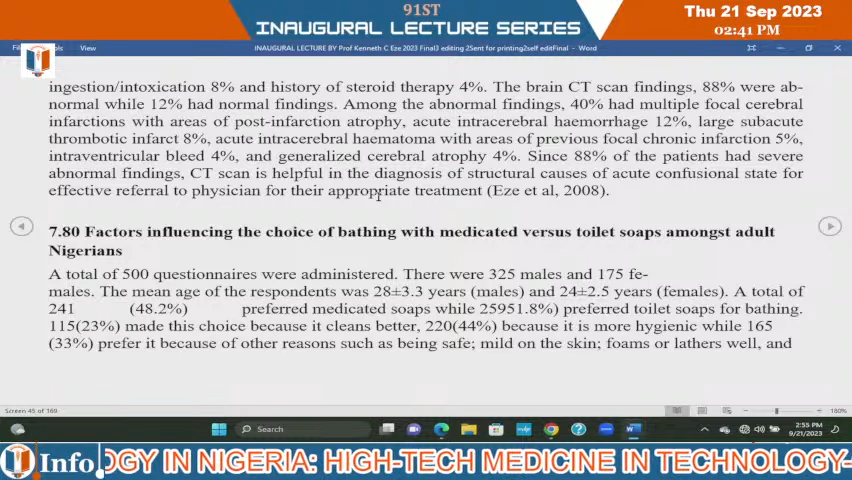 91ST
INAUGURAL LECTURE SERIES
Thu 21 Sep 2023
02:41 PM
View
INAUGURAL LECTURE BY Prof Kenneth C Eze 2023 Final3 editing 2Sent for printing2self editFinal - Word
ingestion/intoxication 8% and history of steroid therapy 4%. The brain CT scan findings, 88% were ab-
normal while 12% had normal findings. Among the abnormal findings, 40% had multiple focal cerebral
infarctions with areas of post-infarction atrophy, acute intracerebral haemorrhage 12%, large subacute
thrombotic infarct 8%, acute intracerebral haematoma with areas of previous focal chronic infarction 5%,
intraventricular bleed 4%, and generalized cerebral atrophy 4%. Since 88% of the patients had severe
abnormal findings, CT scan is helpful in the diagnosis of structural causes of acute confusional state for
effective referral to physician for their appropriate treatment (Eze et al, 2008).
7.80 Factors influencing the choice of bathing with medicated versus toilet soaps amongst adult
Nigerians
A total of 500 questionnaires were administered. There were 325 males and 175 fe-
males. The mean age of the respondents was 28±3.3 years (males) and 24±2.5 years (females). A total of
241 (48.2%) preferred medicated soaps while 25951.8%) preferred toilet soaps for bathing.
115(23%) made this choice because it cleans better, 220(44%) because it is more hygienic while 165
(33%) prefer it because of other reasons such as being safe; mild on the skin; foams or lathers well, and
Screen 45 of 169
180%
Search
2:55 PM
9/21/2023
Info
OGY IN NIGERIA: HIGH-TECH MEDICINE IN TECHNOLOGY-